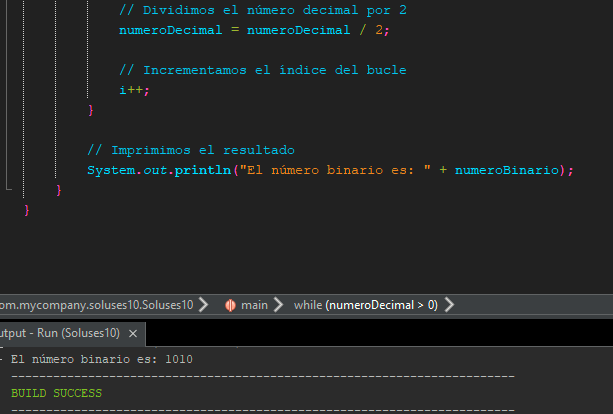 // Dividimos el número decimal por 2
numeroDecimal = numeroDecimal / 2;
// Incrementamos el índice del bucle
i++;
}
// Imprimimos el resultado
System.out.println("El número binario es: " + numeroBinario);
}
}
om.mycompany.soluses10.Soluses10 main while (numeroDecimal > 0)
utput - Run (Soluses10) ×
El número binario es: 1010
------------------------------------------------------------------------
BUILD SUCCESS
------------------------------------------------------------------------